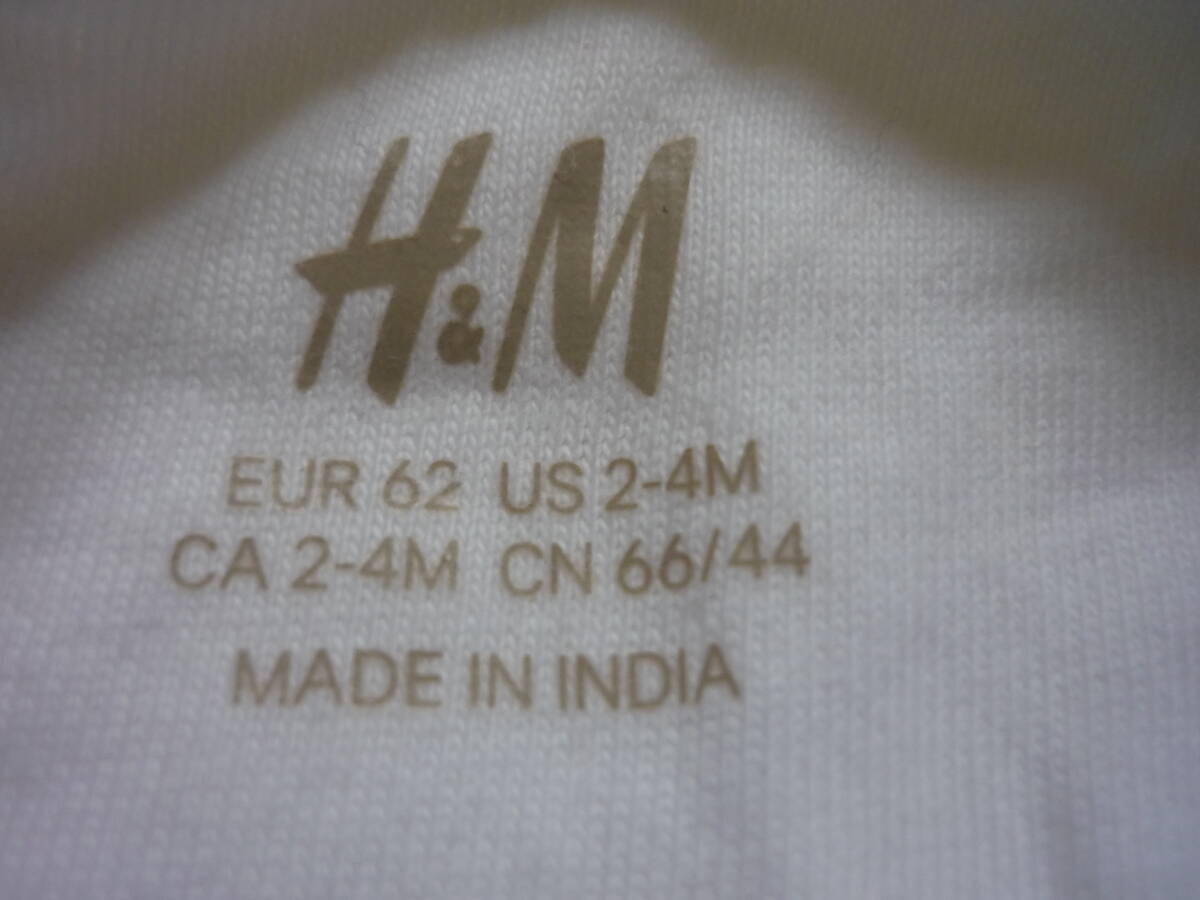 H&M
EUR 62 US 2-4M
CA 2-4M CN 66/44
MADE IN INDIA